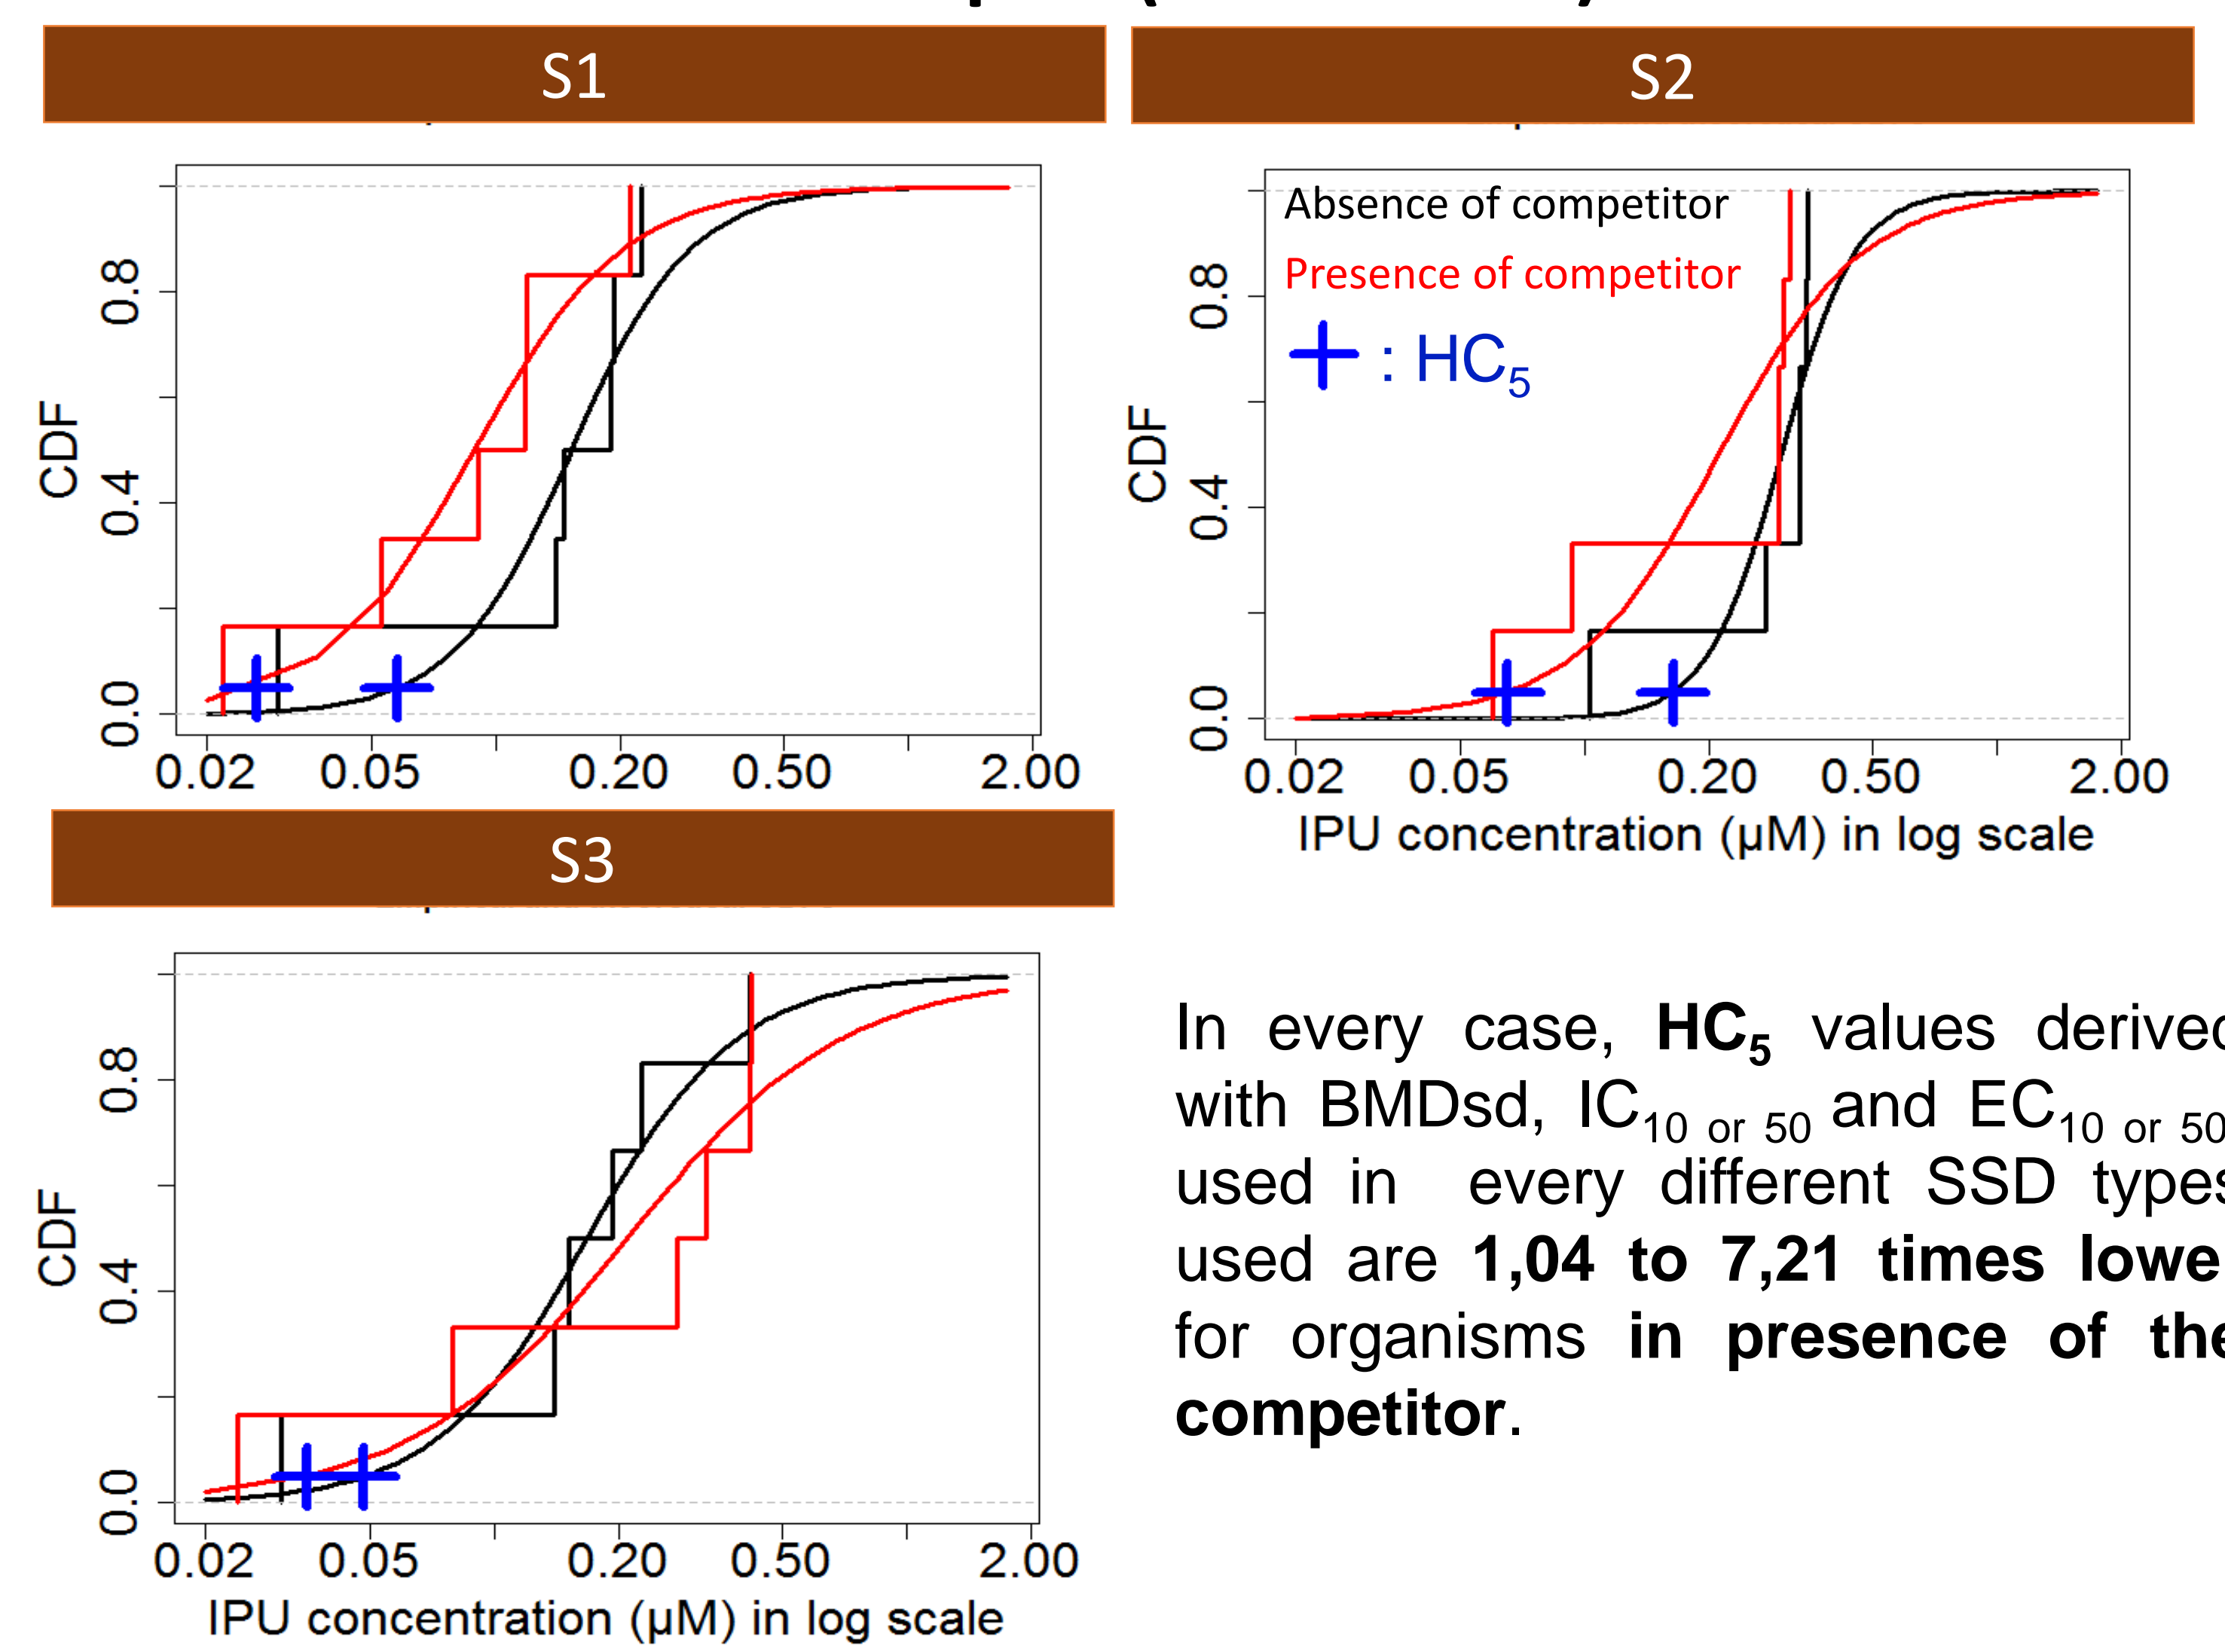 S1
S2
CDF
0.8
0.4
0.0
0.02 0.05 0.20 0.50 2.00
Absence of competitor
Presence of competitor
: HC5
CDF
0.8
0.4
0.0
0.02 0.05 0.20 0.50 2.00
IPU concentration (µM) in log scale
S3
CDF
0.8
0.4
0.0
0.02 0.05 0.20 0.50 2.00
IPU concentration (µM) in log scale
In every case, HC5 values derived
with BMDsd, IC10 or 50 and EC10 or 50
used in every different SSD types
used are 1,04 to 7,21 times lowe
for organisms in presence of the
competitor.